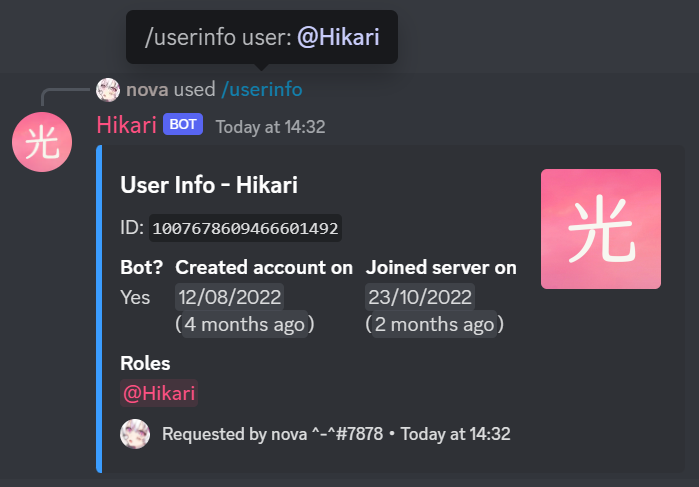 /userinfo user: @Hikari
nova used /userinfo
光
Hikari BOT Today at 14:32
User Info - Hikari
光
ID: 1007678609466601492
Bot? Created account on Joined server on
Yes 12/08/2022 23/10/2022
(4 months ago) (2 months ago)
Roles
@Hikari
Requested by nova ^-^#7878 • Today at 14:32